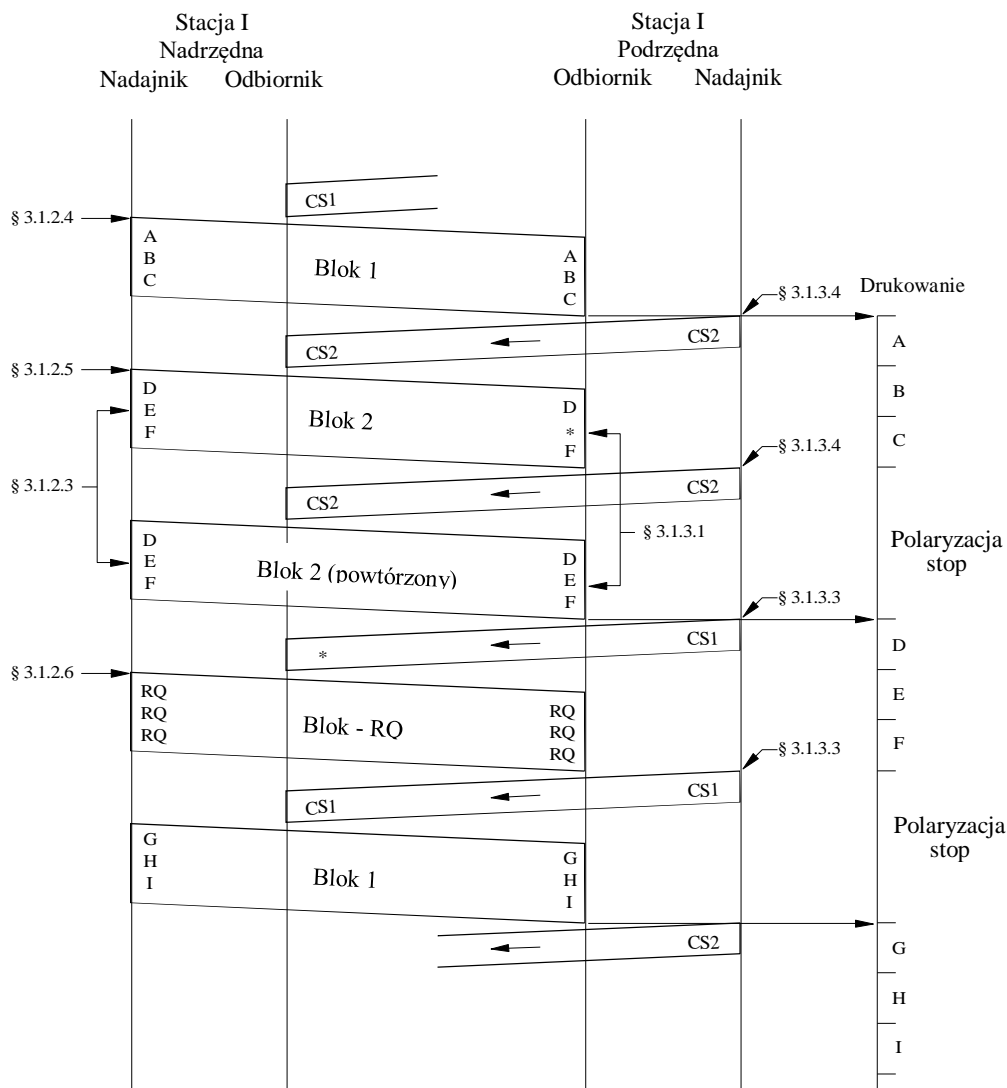 Stacja I Stacja I
Nadrzędna Podrzędna
Nadajnik Odbiornik Odbiornik Nadajnik
CS1
§ 3.1.2.4
A
B
C
Blok 1
A
B
C
§ 3.1.3.4
Drukowanie
CS2
CS2
A
§ 3.1.2.5
D
E
F
Blok 2
D
*
F
B
C
§ 3.1.3.4
§ 3.1.2.3
CS2
CS2
§ 3.1.3.1
D
E
F
Blok 2 (powtórzony)
D
E
F
Polaryzacja
stop
§ 3.1.3.3
CS1
*
D
§ 3.1.2.6
RQ
RQ
RQ
Blok - RQ
RQ
RQ
RQ
E
F
§ 3.1.3.3
CS1
CS1
G
H
I
Blok 1
G
H
I
Polaryzacja
stop
CS2
G
H
I